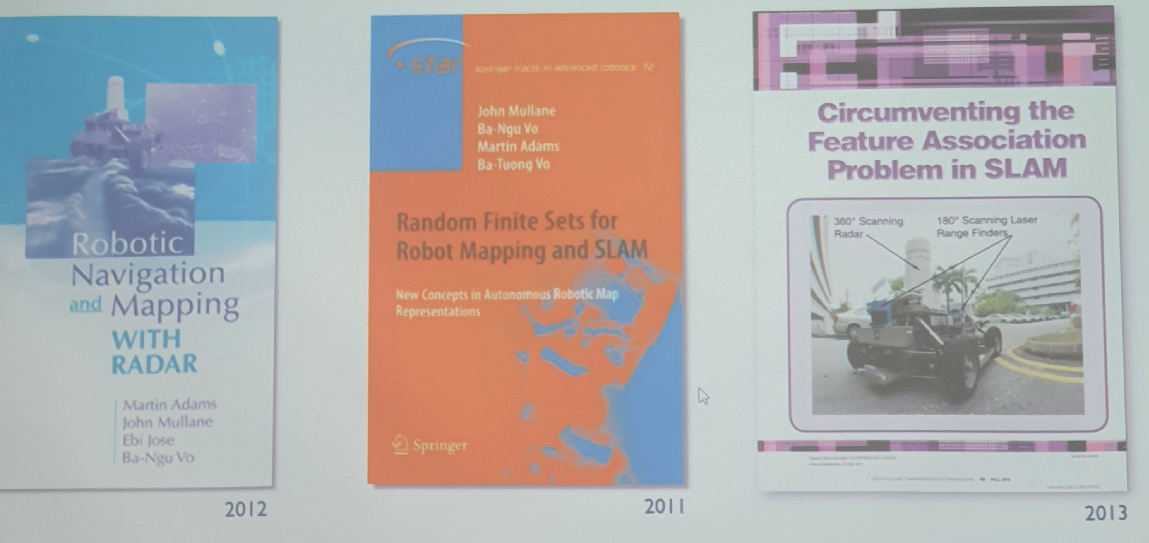 Robotic
Navigation
and Mapping
WITH
RADAR
Martin Adams
John Mullane
Ebi Jose
Ba-Ngu Vo
2012
star
springer tracts in advanced robotics 72
John Mullane
Ba-Ngu Vo
Martin Adams
Ba-Tuong Vo
Random Finite Sets for
Robot Mapping and SLAM
New Concepts in Autonomous Robotic Map
Representations
Springer
2011
Circumventing the
Feature Association
Problem in SLAM
360° Scanning
Radar
180° Scanning Laser
Range Finders
2013